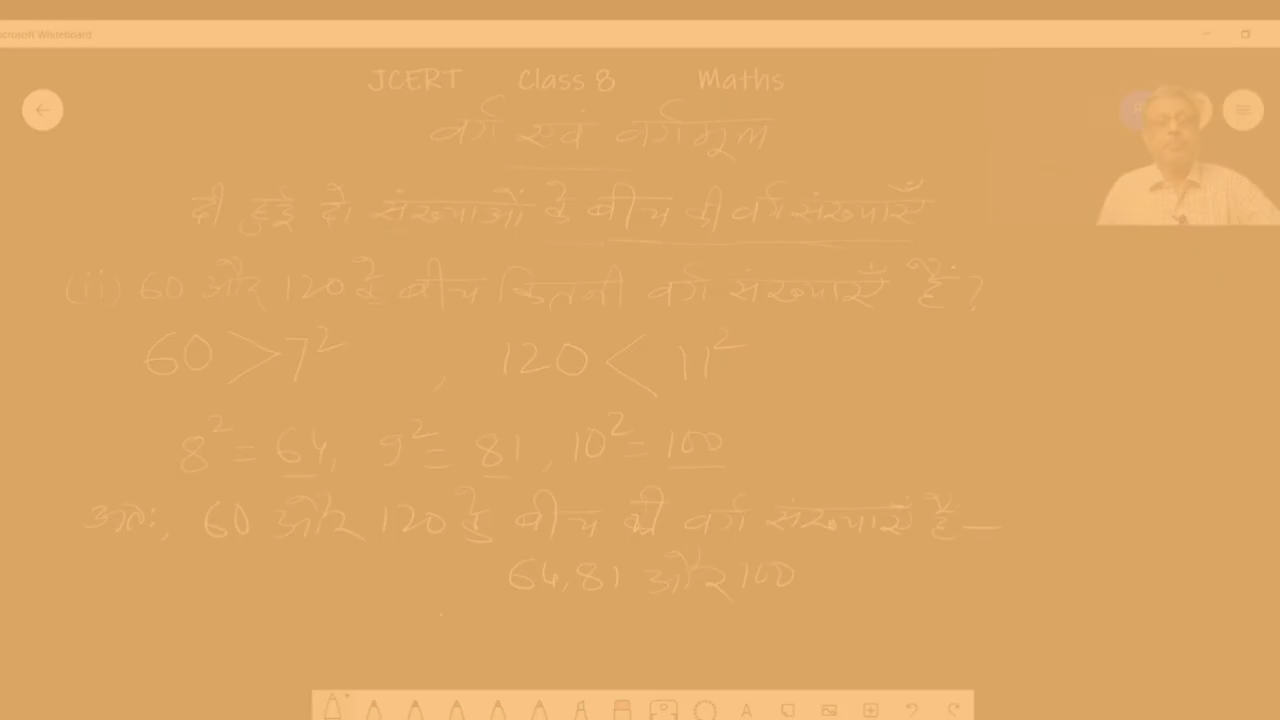 Microsoft Whiteboard
JCERT Class 8 Maths
वर्ग एवं वर्गमूल
दी हुई दो संख्याओं के बीच की वर्ग संख्याएँ
(ii) 60 और 120 के बीच कितनी वर्ग संख्याएँ हैं?
60 > 7² , 120 < 11²
8² = 64, 9² = 81, 10² = 100
अतः, 60 और 120 के बीच की वर्ग संख्याएँ हैं —
64, 81 और 100